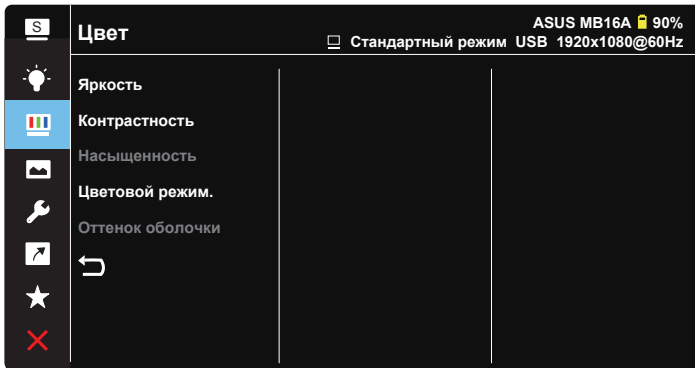 S
Цвет
ASUS MB16A 90%
Стандартный режим USB 1920x1080@60Hz
Яркость
Контрастность
Насыщенность
Цветовой режим.
Оттенок оболочки